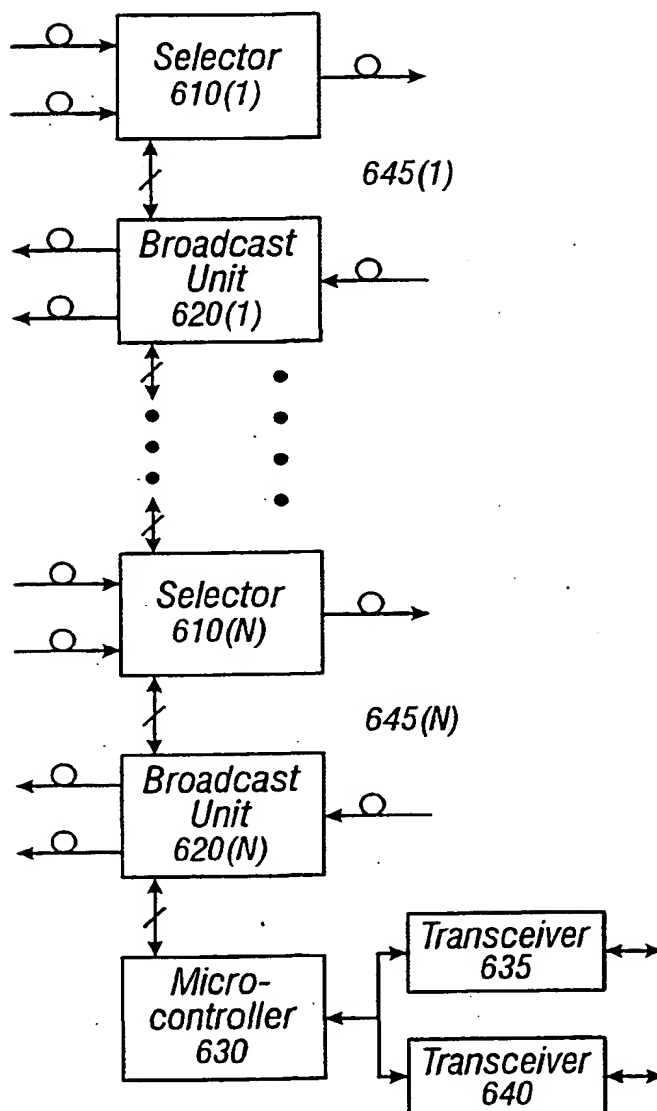 Selector
610(1)
645(1)
Broadcast
Unit
620(1)
Selector
610(N)
645(N)
Broadcast
Unit
620(N)
Micro-
controller
630
Transceiver
635
Transceiver
640